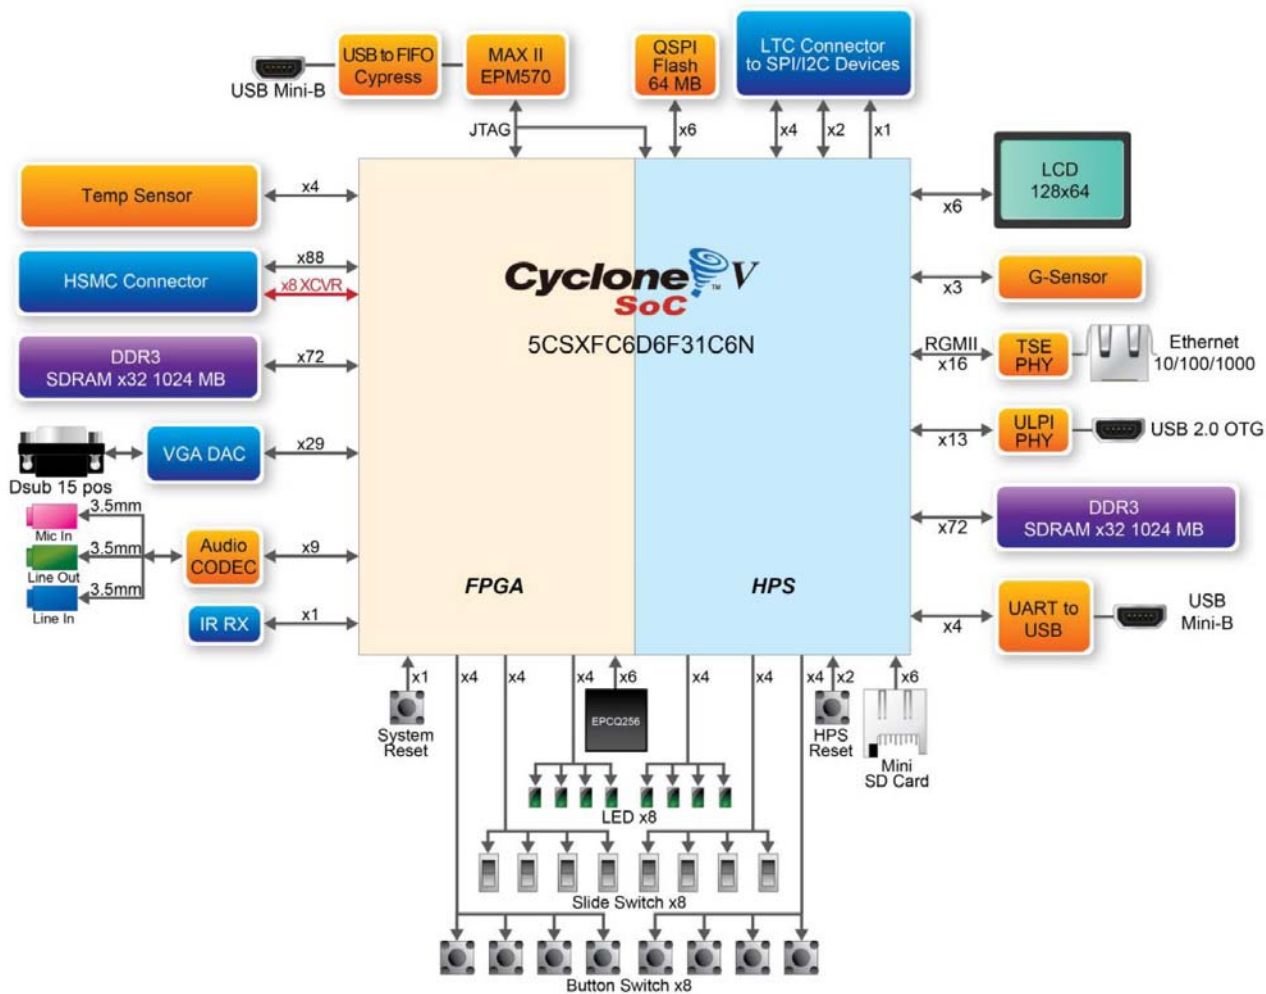 USB Mini-B
USB to FIFO
Cypress
MAX II
EPM570
QSPI
Flash
64 MB
LTC Connector
to SPI/I2C Devices
JTAG
x6
x4
x2
x1
Temp Sensor
x4
HSMC Connector
x88
x8 XCVR
DDR3
SDRAM x32 1024 MB
x72
VGA DAC
x29
Dsub 15 pos
3.5mm
Mic In
3.5mm
Line Out
3.5mm
Line In
Audio
CODEC
x9
IR RX
x1
Cyclone V
TM
SoC
5CSXFC6D6F31C6N
FPGA
HPS
LCD
128x64
x6
G-Sensor
x3
RGMII
x16
TSE
PHY
Ethernet
10/100/1000
x13
ULPI
PHY
USB 2.0 OTG
x72
DDR3
SDRAM x32 1024 MB
x4
UART to
USB
USB
Mini-B
x1
x4
x4
x4
x6
x4
x4
x4
x2
x6
System
Reset
EPCQ256
HPS
Reset
Mini
SD Card
LED x8
Slide Switch x8
Button Switch x8